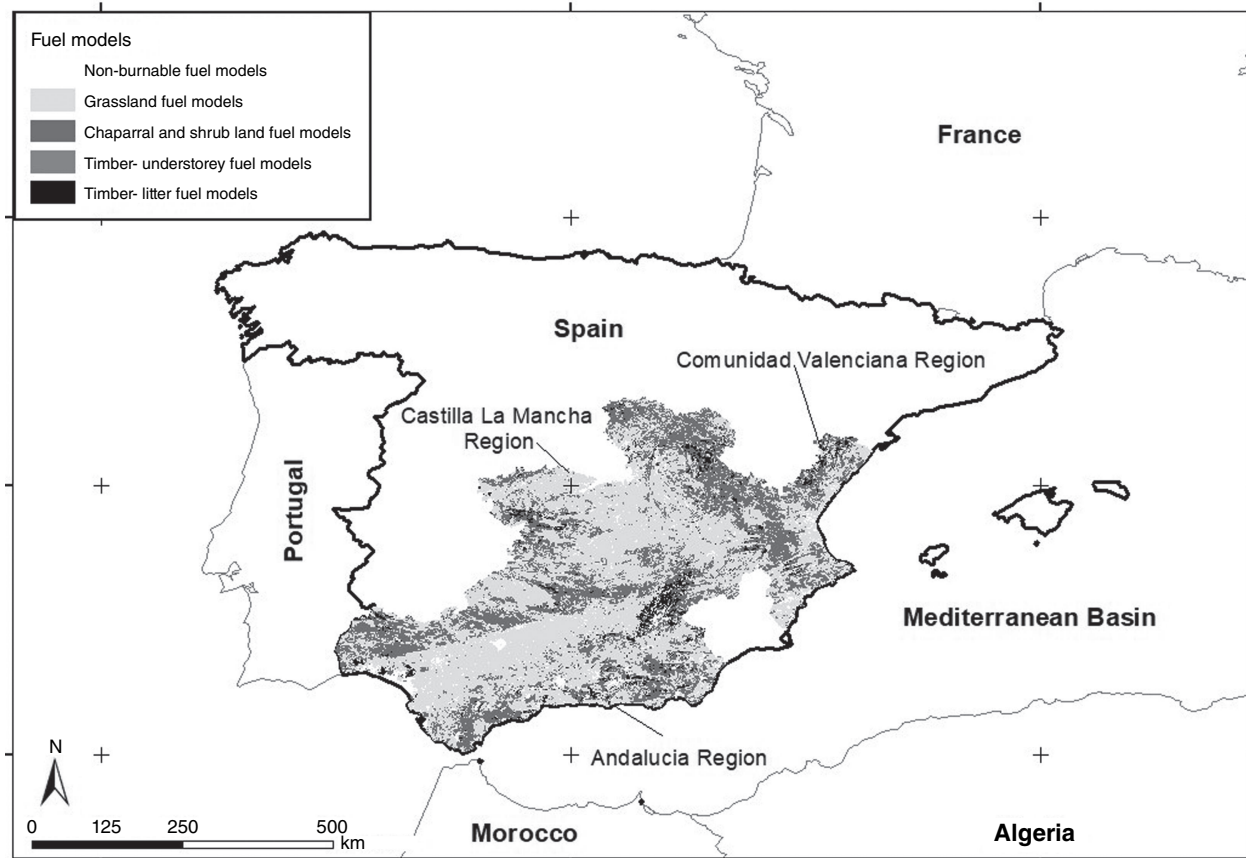 Fuel models
Non-burnable fuel models
Grassland fuel models
Chaparral and shrub land fuel models
Timber- understorey fuel models
Timber- litter fuel models
France
Spain
Comunidad Valenciana Region
Castilla La Mancha
Region
Portugal
Mediterranean Basin
Andalucia Region
N
0 125 250 500
km
Morocco
Algeria